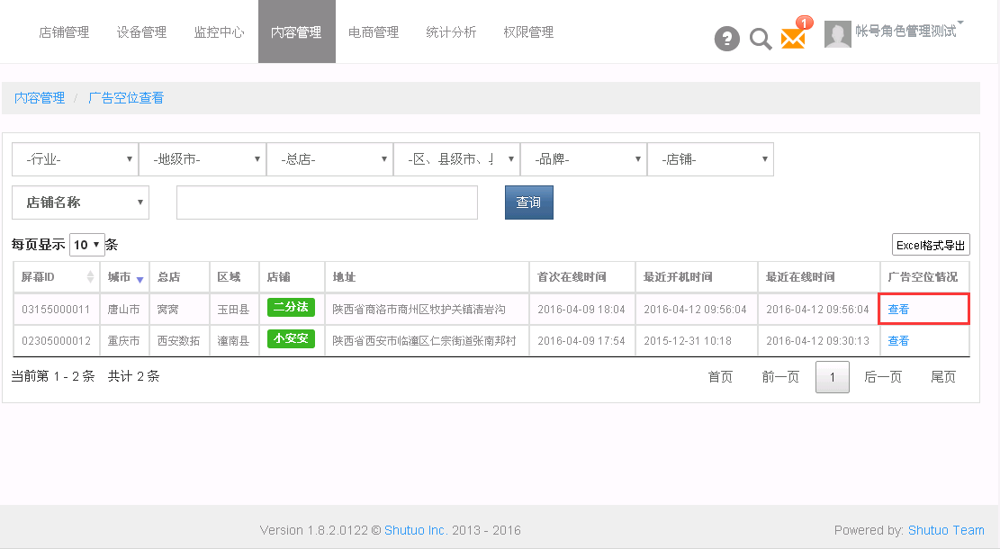 店铺管理 设备管理 监控中心 内容管理 电商管理 统计分析 权限管理 ? 1 帐号角色管理测试
内容管理 / 广告空位查看
-行业- -地级市- -总店- -区、县级市、 -品牌- -店铺-
店铺名称 查询
每页显示 10 条 Excel格式导出
屏幕ID 城市 总店 区域 店铺 地址 首次在线时间 最近开机时间 最近在线时间 广告空位情况
03155000011 唐山市 窝窝 玉田县 二分法 陕西省商洛市商州区牧护关镇清岩沟 2016-04-09 18:04 2016-04-12 09:56:04 2016-04-12 09:56:04 查看
02305000012 重庆市 西安数拓 潼南县 小安安 陕西省西安市临潼区仁宗街道张南邦村 2016-04-09 17:54 2015-12-31 10:18 2016-04-12 09:30:13 查看
当前第 1 - 2 条 共计 2 条 首页 前一页 1 后一页 尾页
Version 1.8.2.0122 © Shutuo Inc. 2013 - 2016 Powered by: Shutuo Team